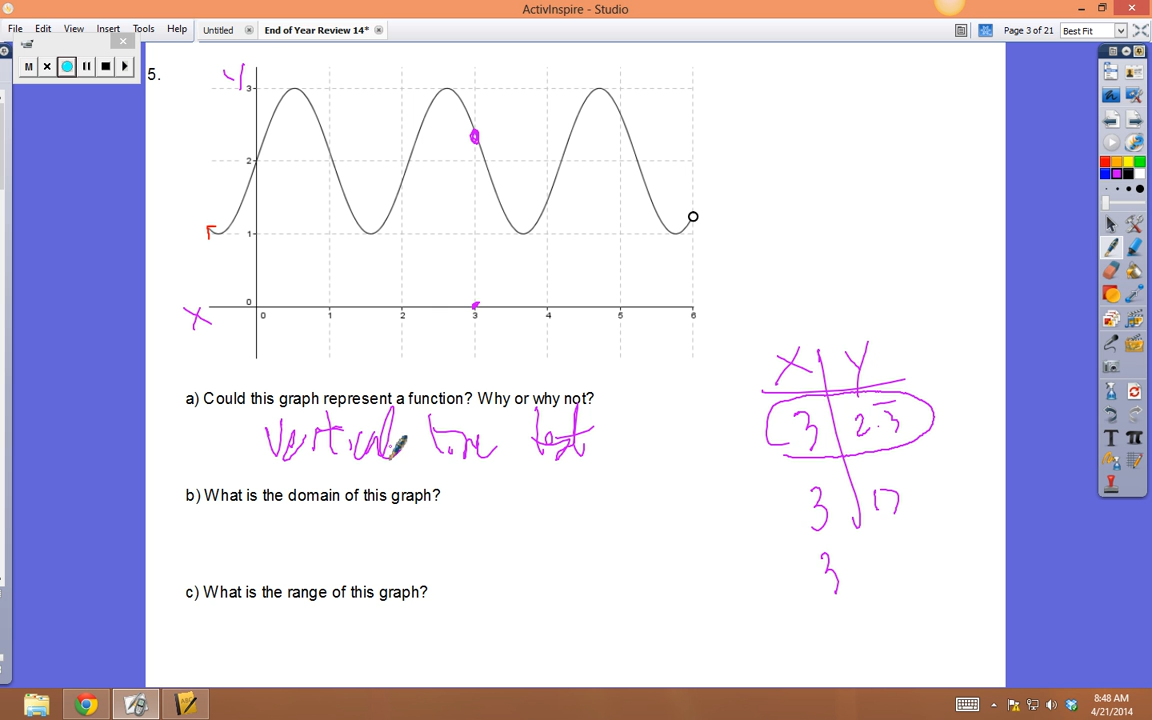 ActivInspire - Studio
File Edit View Insert Tools Help
Untitled
End of Year Review 14*
Page 3 of 21
Best Fit
M
5.
y
3
2
1
0
x
0 1 2 3 4 5 6
a) Could this graph represent a function? Why or why not?
vertical line test
b) What is the domain of this graph?
c) What is the range of this graph?
X Y
3 2.3
3 17
3
8:48 AM
4/21/2014